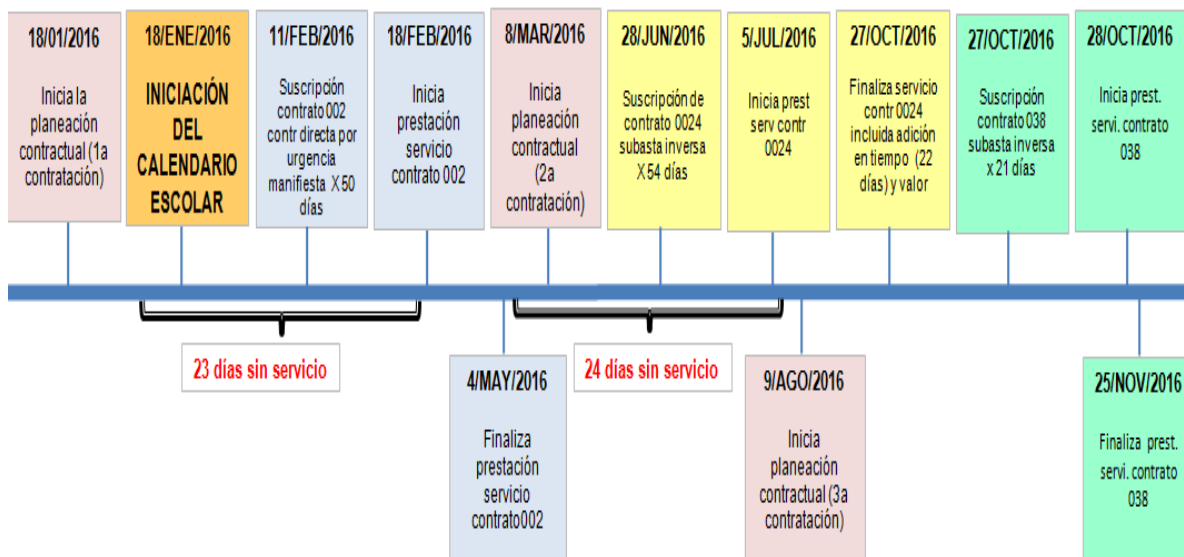 18/01/2016
Inicia la
planeación
contractual (1a
contratación)
18/ENE/2016
INICIACIÓN
DEL
CALENDARIO
ESCOLAR
11/FEB/2016
Suscripción
contrato 002
contr directa por
urgencia
manifiesta X 50
días
18/FEB/2016
Inicia
prestación
servicio
contrato 002
8/MAR/2016
Inicia
planeación
contractual
(2a
contratación)
28/JUN/2016
Suscripción de
contrato 0024
subasta inversa
X 54 días
5/JUL/2016
Inicia prest
serv contr
0024
27/OCT/2016
Finaliza servicio
contr 0024
incluida adición
en tiempo (22
días) y valor
27/OCT/2016
Suscripción
contrato 038
subasta inversa
x 21 días
28/OCT/2016
Inicia prest.
servi. contrato
038
23 días sin servicio
24 días sin servicio
4/MAY/2016
Finaliza
prestación
servicio
contrato 002
9/AGO/2016
Inicia
planeación
contractual (3a
contratación)
25/NOV/2016
Finaliza prest.
servi. contrato
038